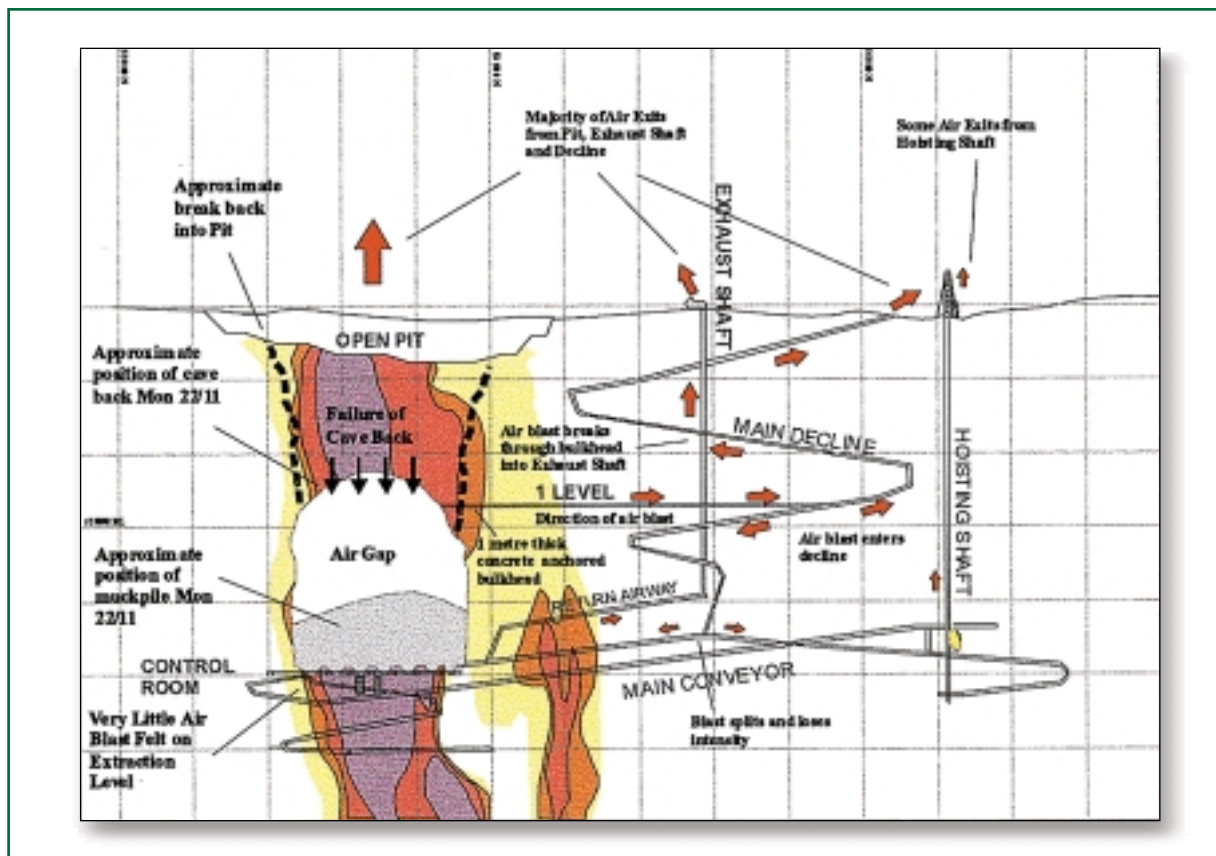 Majority of Air Exits
from Pit, Exhaust Shaft
and Decline
Some Air Exits from
Hoisting Shaft
Approximate
break back
into Pit
EXHAUST SHAFT
OPEN PIT
Approximate
position of cave
back Mon 22/11
Failure of
Cave Back
Air blast breaks
through bulkhead
into Exhaust Shaft
MAIN DECLINE
HOISTING SHAFT
1 LEVEL
Direction of air blast
Air blast enters
decline
Air Gap
1 metre thick
concrete anchored
bulkhead
Approximate
position of
muckpile Mon
22/11
RETURN AIRWAY
CONTROL
ROOM
MAIN CONVEYOR
Very Little Air
Blast Felt on
Extraction
Level
Blast splits and loses
intensity